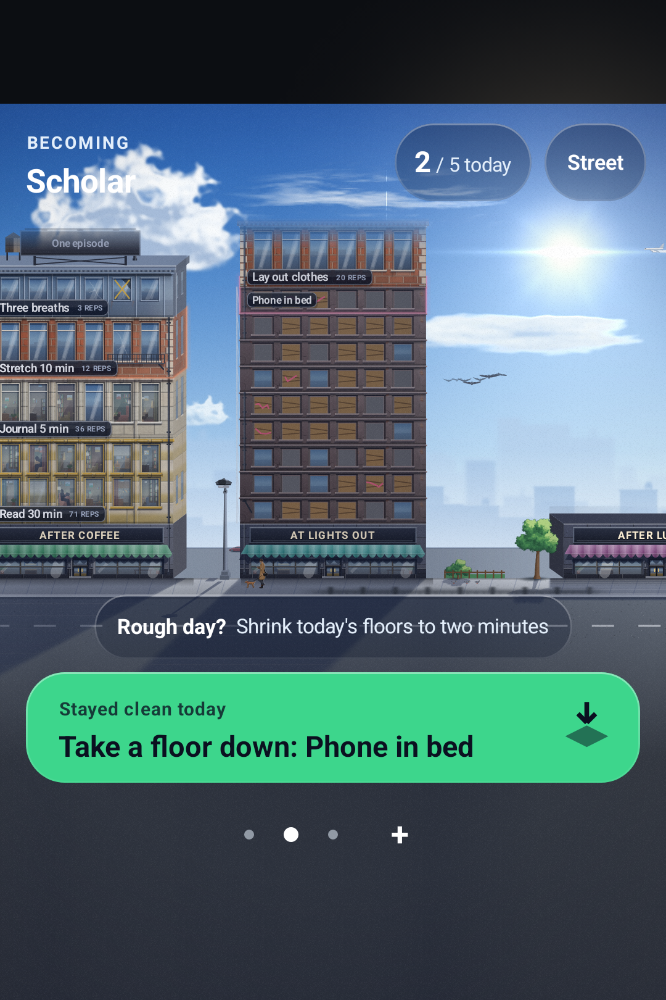 BECOMING
Scholar
2 / 5 today
Street
One episode
Three breaths 3 REPS
Stretch 10 min 12 REPS
Journal 5 min 36 REPS
Read 30 min 71 REPS
AFTER COFFEE
Lay out clothes 20 REPS
Phone in bed
AT LIGHTS OUT
AFTER LU
Rough day? Shrink today's floors to two minutes
Stayed clean today
Take a floor down: Phone in bed
+